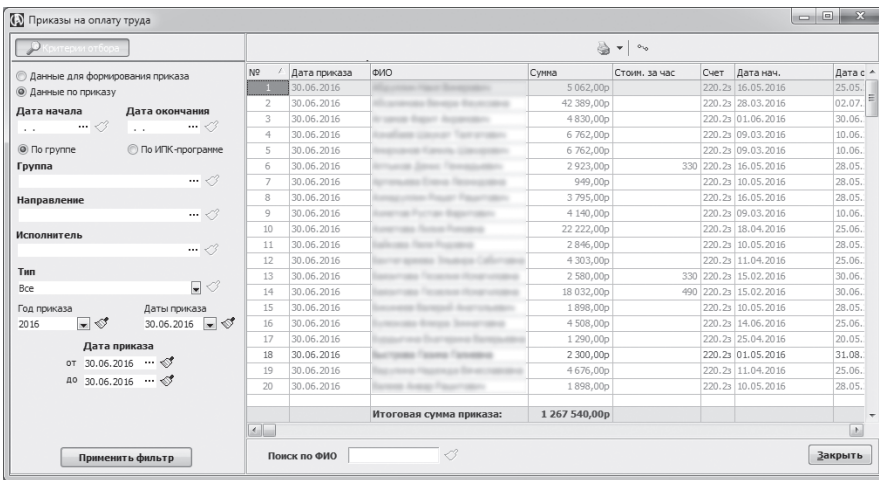 Приказы на оплату труда
Критерии отбора
Данные для формирования приказа
Данные по приказу
Дата начала Дата окончания
. . ... . . ...
По группе По ИПК-программе
Группа
...
Направление
...
Исполнитель
...
Тип
Все
Год приказа Даты приказа
2016 30.06.2016
Дата приказа
от 30.06.2016 ...
до 30.06.2016 ...
Применить фильтр
№ Дата приказа ФИО Сумма Стоим. за час Счет Дата нач. Дата о
1 30.06.2016 5 062,00р 220.2з 16.05.2016 25.05.
2 30.06.2016 42 389,00р 220.2з 28.03.2016 02.07.
3 30.06.2016 4 830,00р 220.2з 01.06.2016 30.06.
4 30.06.2016 6 762,00р 220.2з 09.03.2016 10.06.
5 30.06.2016 6 762,00р 220.2з 09.03.2016 10.06.
6 30.06.2016 2 923,00р 330 220.2з 16.05.2016 28.05.
7 30.06.2016 949,00р 220.2з 10.05.2016 28.05.
8 30.06.2016 3 795,00р 220.2з 16.05.2016 28.05.
9 30.06.2016 4 140,00р 220.2з 09.03.2016 10.06.
10 30.06.2016 22 222,00р 220.2з 18.04.2016 25.06.
11 30.06.2016 2 846,00р 220.2з 10.05.2016 28.05.
12 30.06.2016 4 303,00р 220.2з 11.04.2016 25.06.
13 30.06.2016 2 580,00р 330 220.2з 15.02.2016 30.06.
14 30.06.2016 18 032,00р 490 220.2з 15.02.2016 30.06.
15 30.06.2016 1 898,00р 220.2з 10.05.2016 28.05.
16 30.06.2016 4 508,00р 220.2з 14.06.2016 25.06.
17 30.06.2016 1 290,00р 220.2з 25.04.2016 20.05.
18 30.06.2016 2 300,00р 220.2з 01.05.2016 31.08.
19 30.06.2016 4 676,00р 220.2з 11.04.2016 25.06.
20 30.06.2016 1 898,00р 220.2з 10.05.2016 28.05.
Итоговая сумма приказа: 1 267 540,00р
Поиск по ФИО
Закрыть